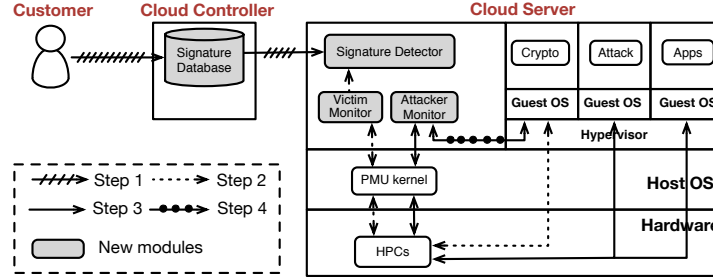 Customer
Cloud Controller
Cloud Server
Signature
Database
Signature Detector
Crypto
Attack
Apps
Victim
Monitor
Attacker
Monitor
Guest OS
Guest OS
Guest OS
Hypervisor
Step 1
Step 2
Step 3
Step 4
New modules
PMU kernel
Host OS
HPCs
Hardware